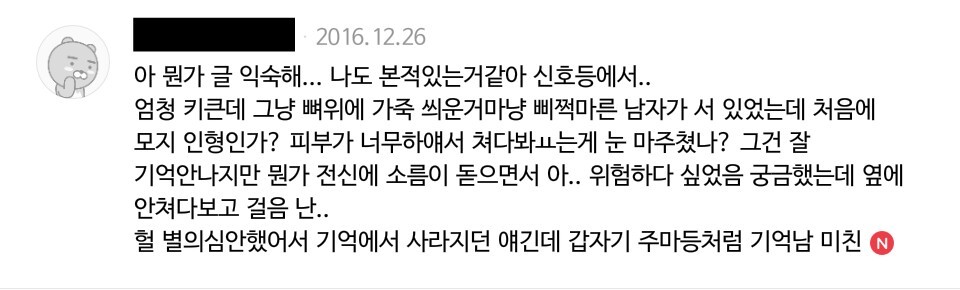 · 2016.12.26
아 뭔가 글 익숙해... 나도 본적있는거같아 신호등에서..
엄청 키큰데 그냥 뼈위에 가죽 씌운거마냥 삐쩍마른 남자가 서 있었는데 처음에
모지 인형인가? 피부가 너무하얘서 쳐다봐ㅛ는게 눈 마주쳤나? 그건 잘
기억안나지만 뭔가 전신에 소름이 돋으면서 아.. 위험하다 싶었음 궁금했는데 옆에
안쳐다보고 걸음 난..
헐 별의심안했어서 기억에서 사라지던 얘긴데 갑자기 주마등처럼 기억남 미친 N